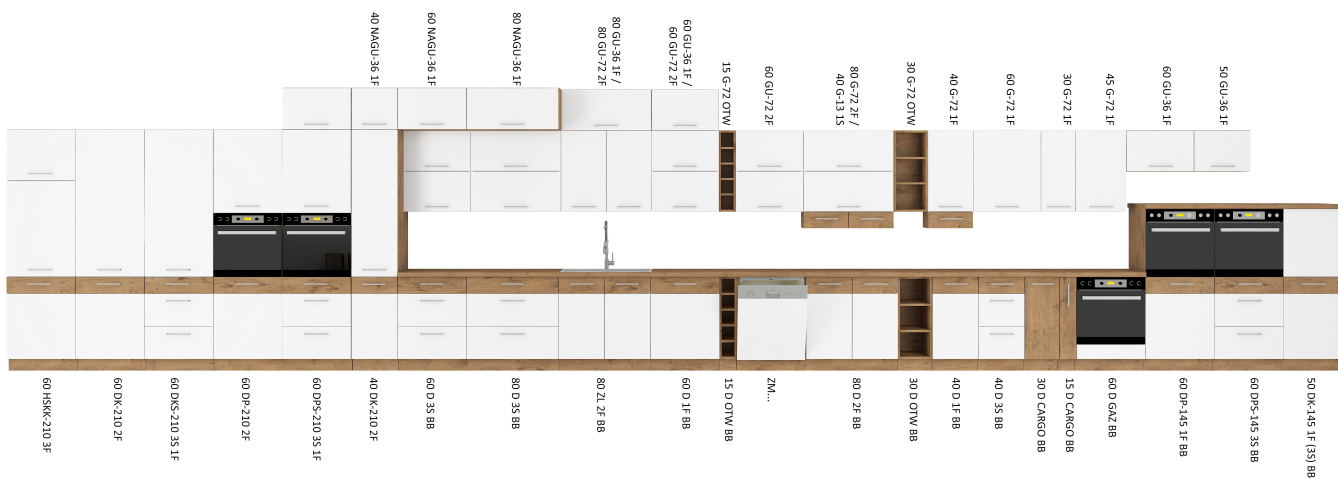 40 NAGU-36 1F
60 NAGU-36 1F
80 NAGU-36 1F
80 GU-36 1F /
80 GU-72 2F
60 GU-36 1F /
60 GU-72 2F
15 G-72 OTW
60 GU-72 2F
80 G-72 2F /
40 G-13 1S
30 G-72 OTW
40 G-72 1F
60 G-72 1F
30 G-72 1F
45 G-72 1F
60 GU-36 1F
50 GU-36 1F
60 HSKK-210 3F
60 DK-210 2F
60 DKS-210 3S 1F
60 DP-210 2F
60 DPS-210 3S 1F
40 DK-210 2F
60 D 3S BB
80 D 3S BB
80 ZL 2F BB
60 D 1F BB
15 D OTW BB
ZM...
80 D 2F BB
30 D OTW BB
40 D 1F BB
40 D 3S BB
30 D CARGO BB
15 D CARGO BB
60 D GAZ BB
60 DP-145 1F BB
60 DPS-145 3S BB
50 DK-145 1F (3S) BB